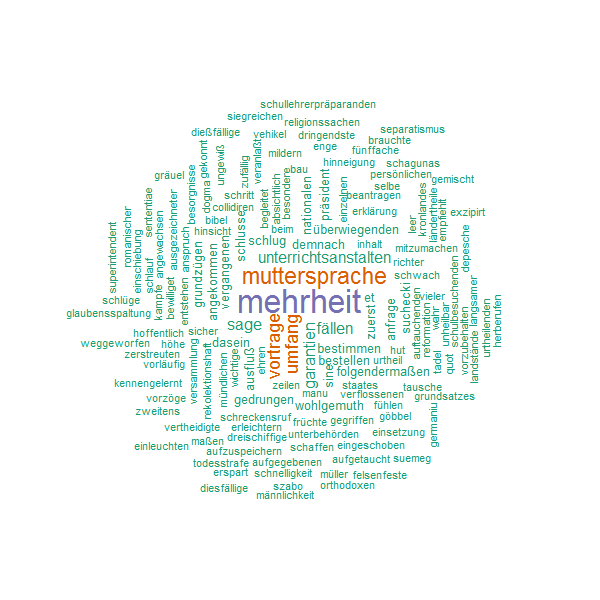 schullehrerpräparanden
siegreichen
religionssachen
dießfällige
vehikel
dringendste
separatismus
enge
fünffache
brauchte
gekonnt
ungewiß
veranlaßt
zufällig
mildern
hinneigung
schagunas
gräuel
bau
persönlichen
gemischt
selbe
dogma
besorgnisse
schritt
begleitet
absichtlich
besondere
nationalen
präsident
einzelnen
beantragen
kronlandes
ländertheile
empfiehlt
exzipirt
sententiae
ausgezeichneter
collidiren
erklärung
leer
romanischer
angewachsen
anspruch
bibel
hinsicht
schlusse
beim
überwiegenden
superintendent
einschiebung
schlug
demnach
inhalt
mitzumachen
depesche
grundzügen
angekommen
vergangenen
unterrichtsanstalten
richter
schlauf
kämpfe
bewilliget
entstehen
muttersprache
schwach
schulbesuchenden
langsamer
schlüge
mehrheit
et
vieler
herberufen
glaubensspaltung
zuerst
anfrage
suchecki
auftauchenden
reformation
wahr
unheilbar
vorzubehalten
landstände
urtheilenden
hoffentlich
sicher
sage
vortrage
umfang
garantien
fällen
weggeworfen
höhe
dasein
bestimmen
hut
urtheil
tadel
quot
zerstreuten
versammlung
rekolektionshaft
mündlichen
wichtige
ausfluß
ehren
sine
bestellen
vorläufig
folgendermaßen
kennengelernt
zeilen
staates
tausche
vorzöge
gedrungen
manu
verflossenen
grundsatzes
zweitens
wohlgemuth
fühlen
schreckensruf
früchte
gegriffen
göbbel
vertheidigte
erleichtern
germaniu
dreischiffige
unterbehörden
einsetzung
einleuchten
maßen
aufzuspeichern
schaffen
eingeschoben
todesstrafe
aufgegebenen
aufgetaucht
suemeg
erspart
schnelligkeit
müller
felsenfeste
diesfällige
szabo
orthodoxen
männlichkeit